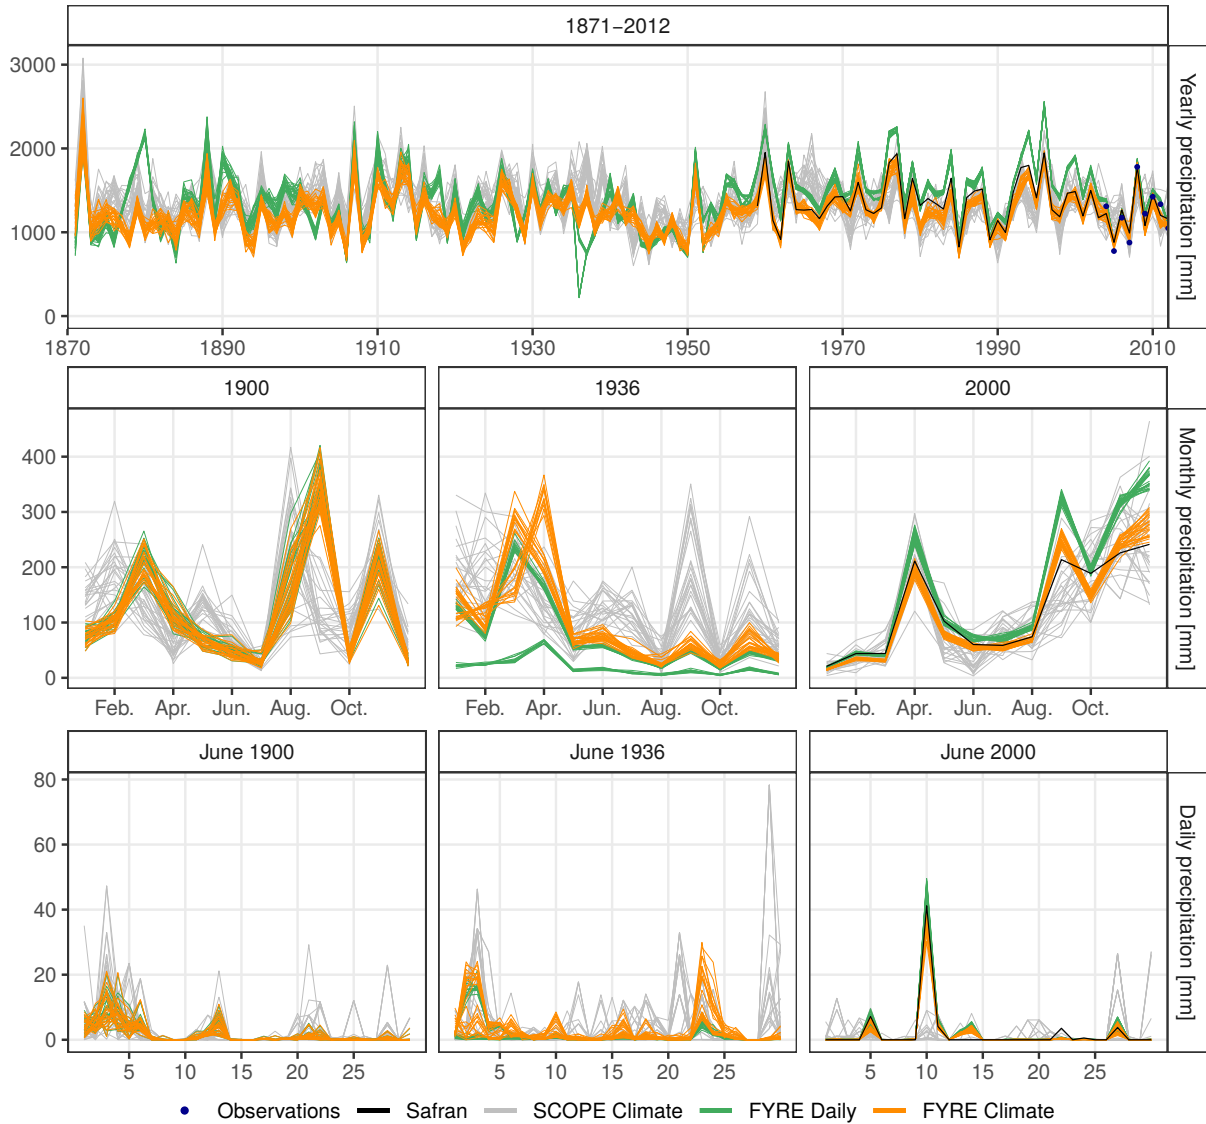 1871−2012
Yearly precipitation [mm]
3000
2000
1000
0
1870 1890 1910 1930 1950 1970 1990 2010
1900 1936 2000
Monthly precipitation [mm]
400
300
200
100
0
Feb. Apr. Jun. Aug. Oct. Feb. Apr. Jun. Aug. Oct. Feb. Apr. Jun. Aug. Oct.
June 1900 June 1936 June 2000
Daily precipitation [mm]
80
60
40
20
0
5 10 15 20 25 5 10 15 20 25 5 10 15 20 25
Observations Safran SCOPE Climate FYRE Daily FYRE Climate